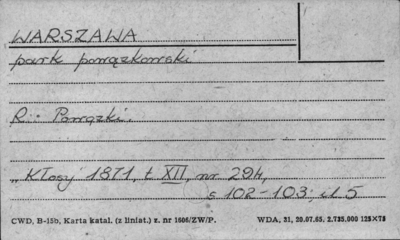 WARSZAWA
park powązkowski
R.: Powązki.
„Kłosy" 1871, t. XII, nr 294,
s 102-103; il. 5
CWD, B-15b, Karta katal. (z liniat.) z. nr 1606/ZW/P. WDA, 31, 20.07.65. 2.735.000 125×75